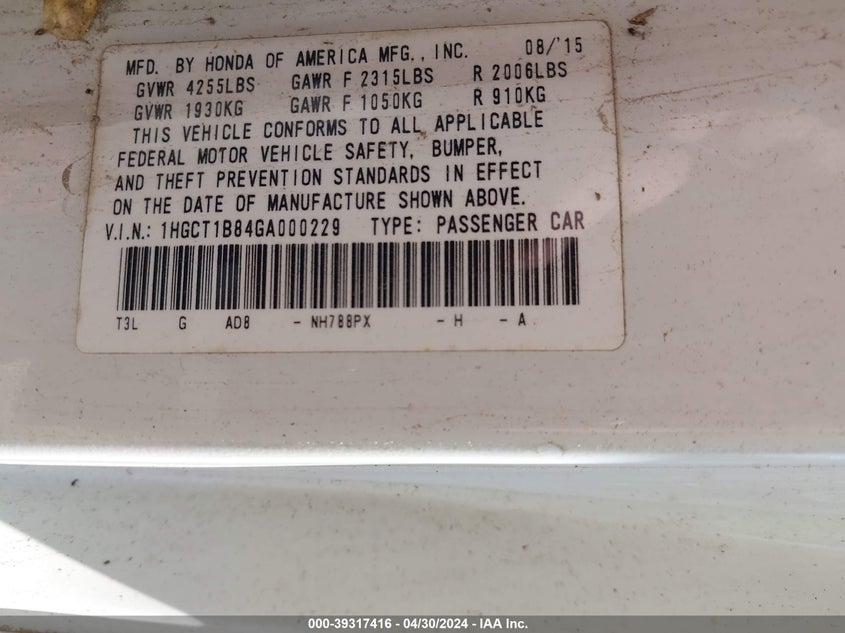 MFD. BY HONDA OF AMERICA MFG., INC. 08/'15
GVWR 4255LBS GAWR F 2315LBS R 2006LBS
GVWR 1930KG GAWR F 1050KG R 910KG
THIS VEHICLE CONFORMS TO ALL APPLICABLE
FEDERAL MOTOR VEHICLE SAFETY, BUMPER,
AND THEFT PREVENTION STANDARDS IN EFFECT
ON THE DATE OF MANUFACTURE SHOWN ABOVE.
V.I.N.: 1HGCT1B84GA000229 TYPE: PASSENGER CAR
T3L G AD8 - NH788PX - H - A
000-39317416 - 04/30/2024 - IAA Inc.